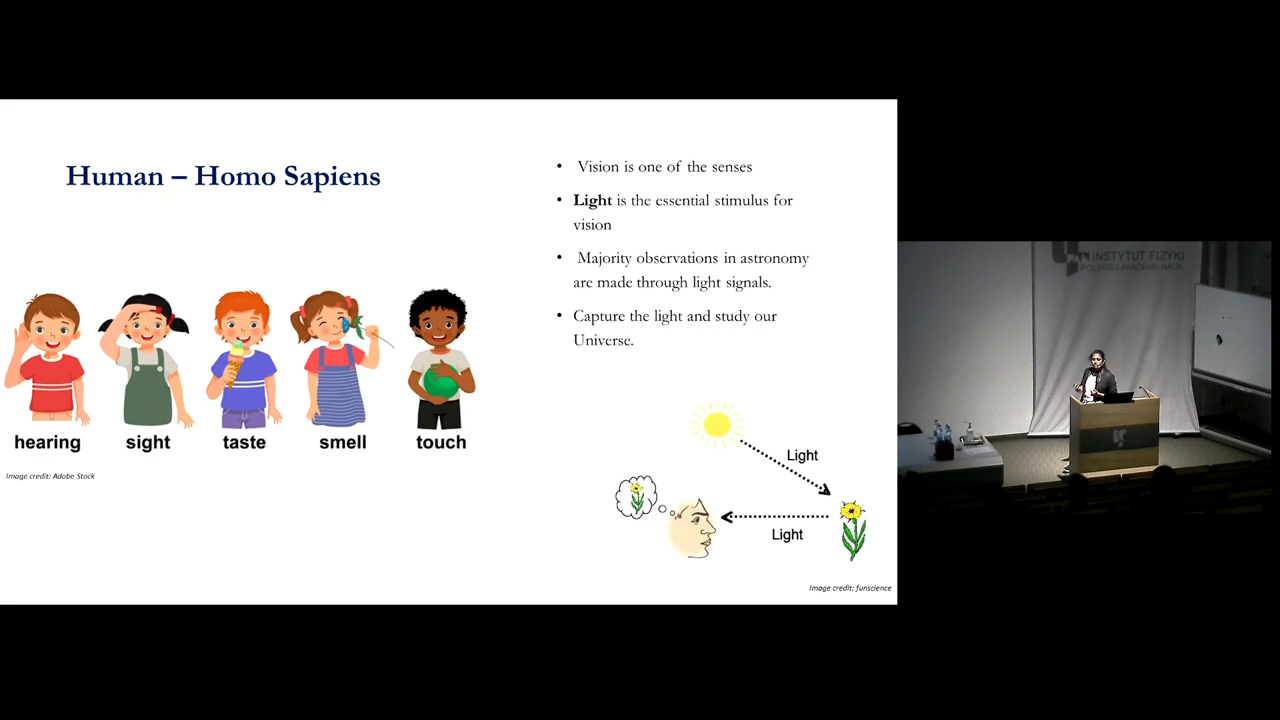 Human – Homo Sapiens
hearing
sight
taste
smell
touch
Image credit: Adobe Stock
• Vision is one of the senses
• Light is the essential stimulus for
vision
• Majority observations in astronomy
are made through light signals.
• Capture the light and study our
Universe.
Light
Light
Image credit: funscience
INSTYTUT FIZYKI
POLSKIEJ AKADEMII NAUK